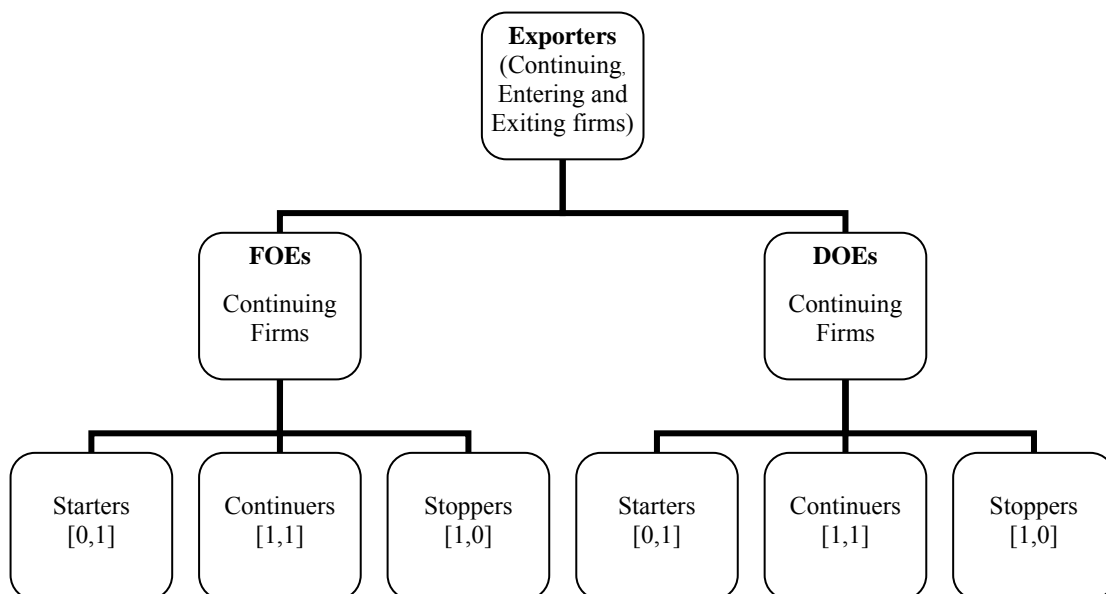 Exporters
(Continuing,
Entering and
Exiting firms)
FOEs
Continuing
Firms
DOEs
Continuing
Firms
Starters
[0,1]
Continuers
[1,1]
Stoppers
[1,0]
Starters
[0,1]
Continuers
[1,1]
Stoppers
[1,0]